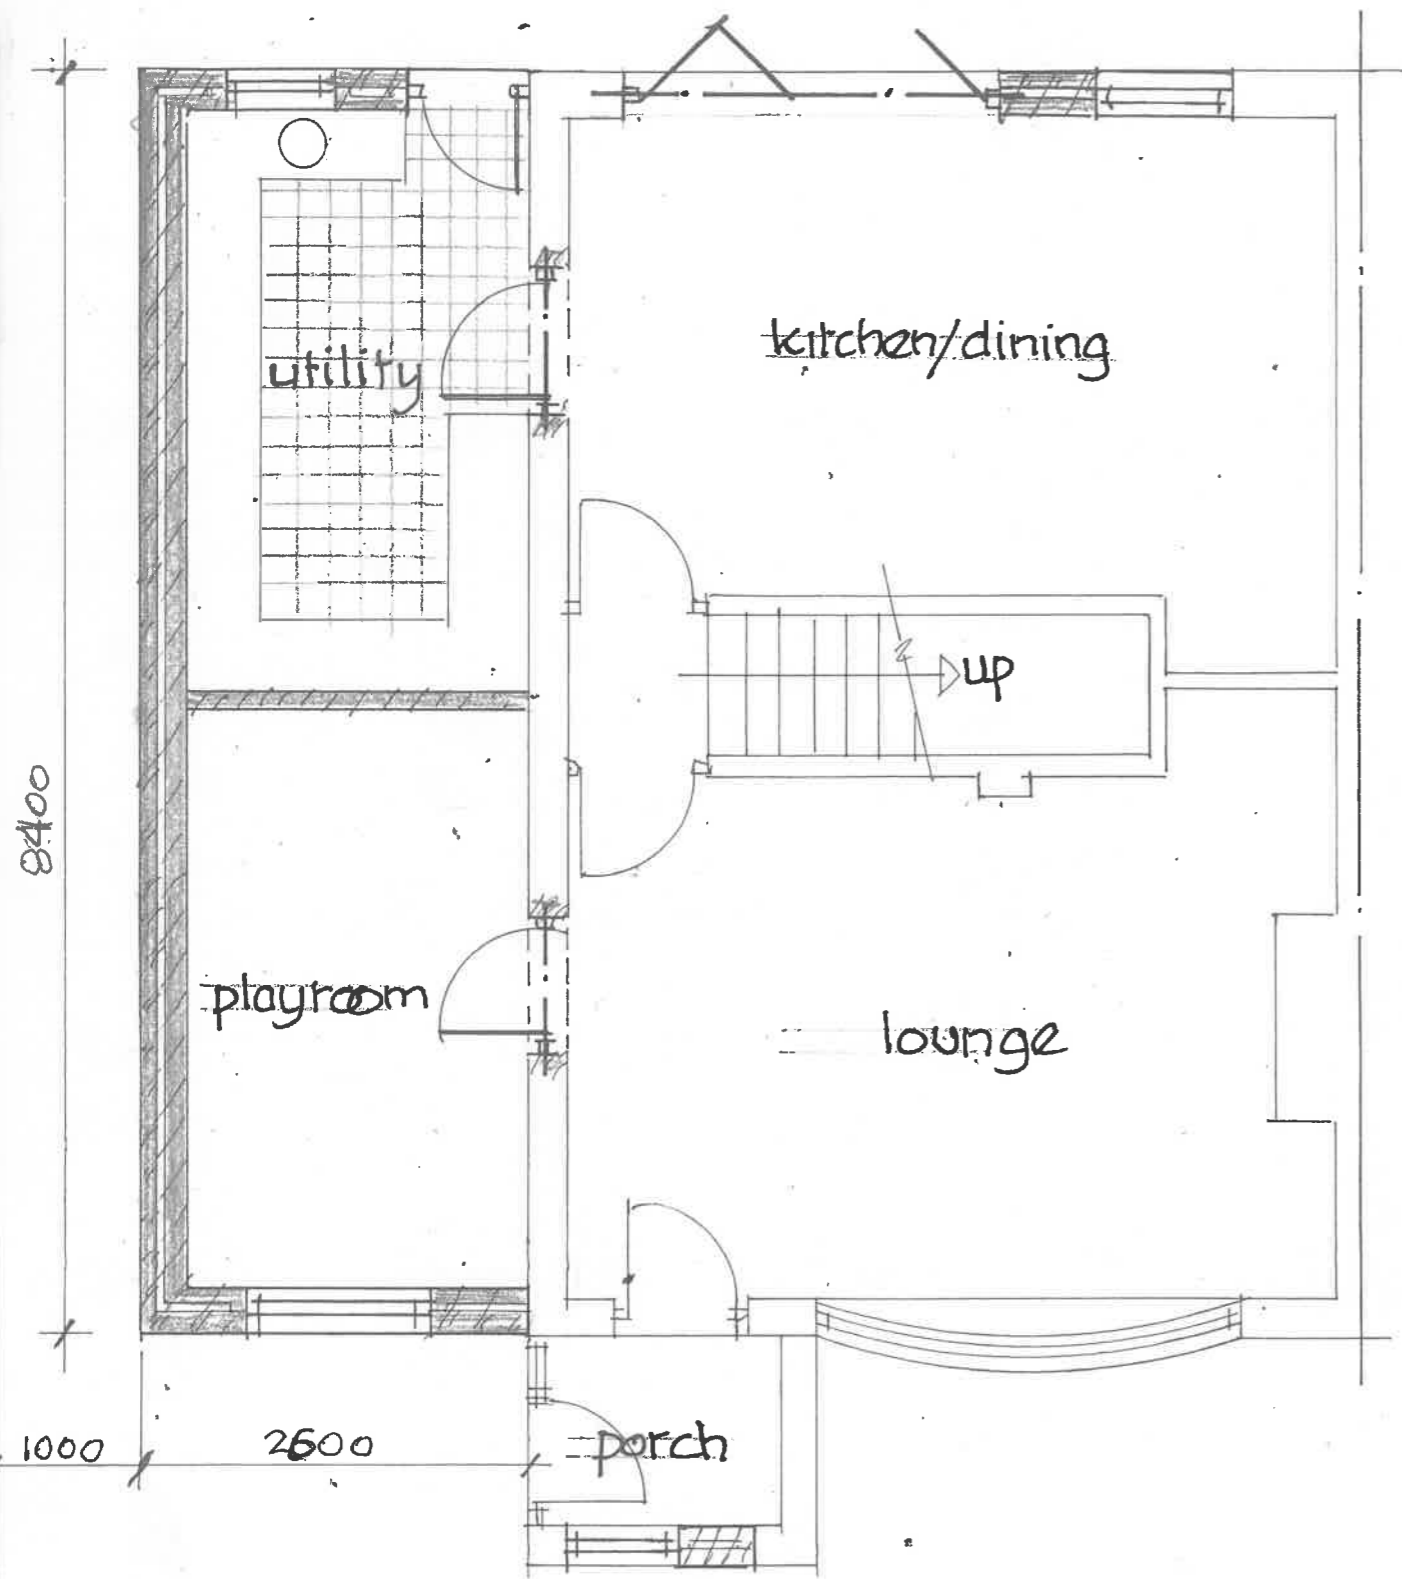 kitchen/dining
utility
up
8400
playroom
lounge
1000
2600
porch